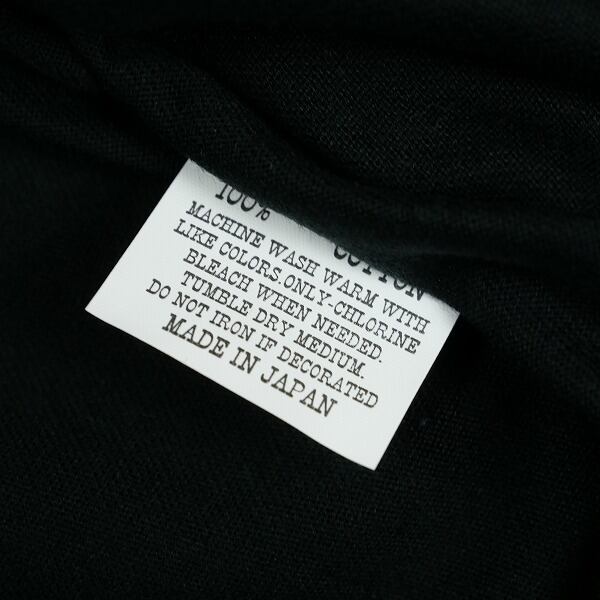 100% COTTON
MACHINE WASH WARM WITH
LIKE COLORS.ONLY-CHLORINE
BLEACH WHEN NEEDED.
TUMBLE DRY MEDIUM.
DO NOT IRON IF DECORATED
MADE IN JAPAN